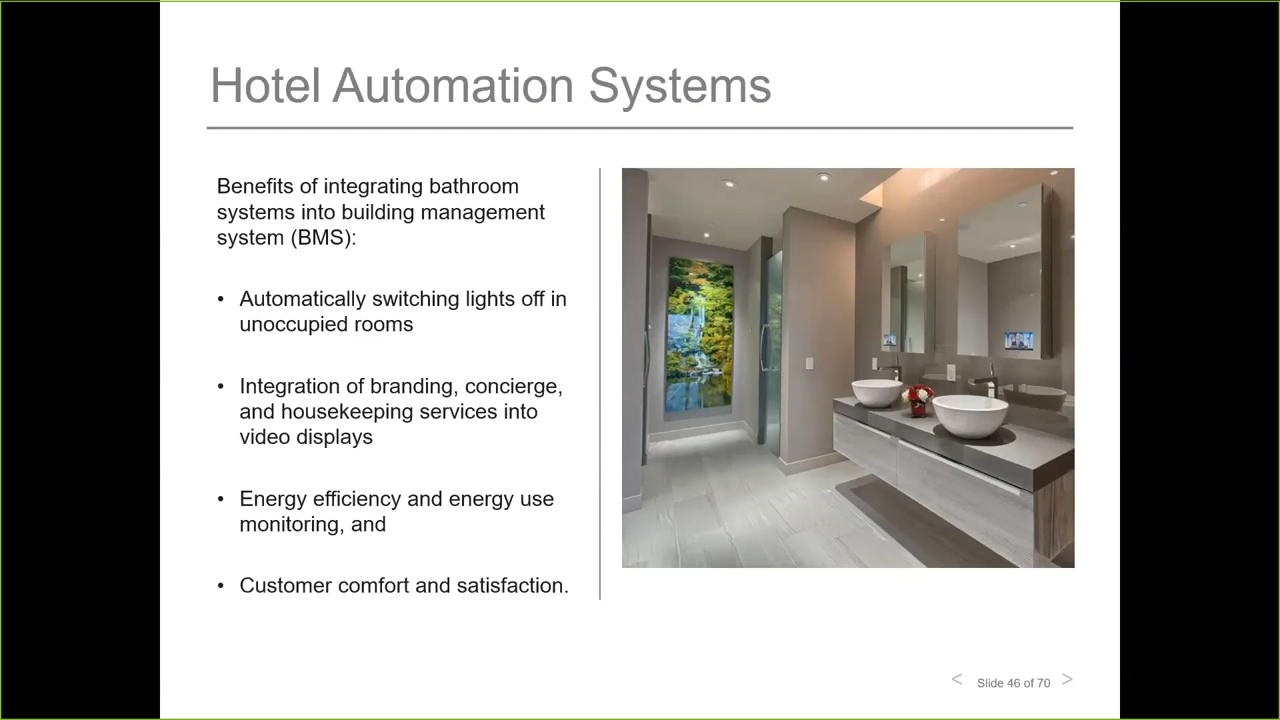 Hotel Automation Systems
Benefits of integrating bathroom
systems into building management
system (BMS):
• Automatically switching lights off in
unoccupied rooms
• Integration of branding, concierge,
and housekeeping services into
video displays
• Energy efficiency and energy use
monitoring, and
• Customer comfort and satisfaction.
< Slide 46 of 70 >